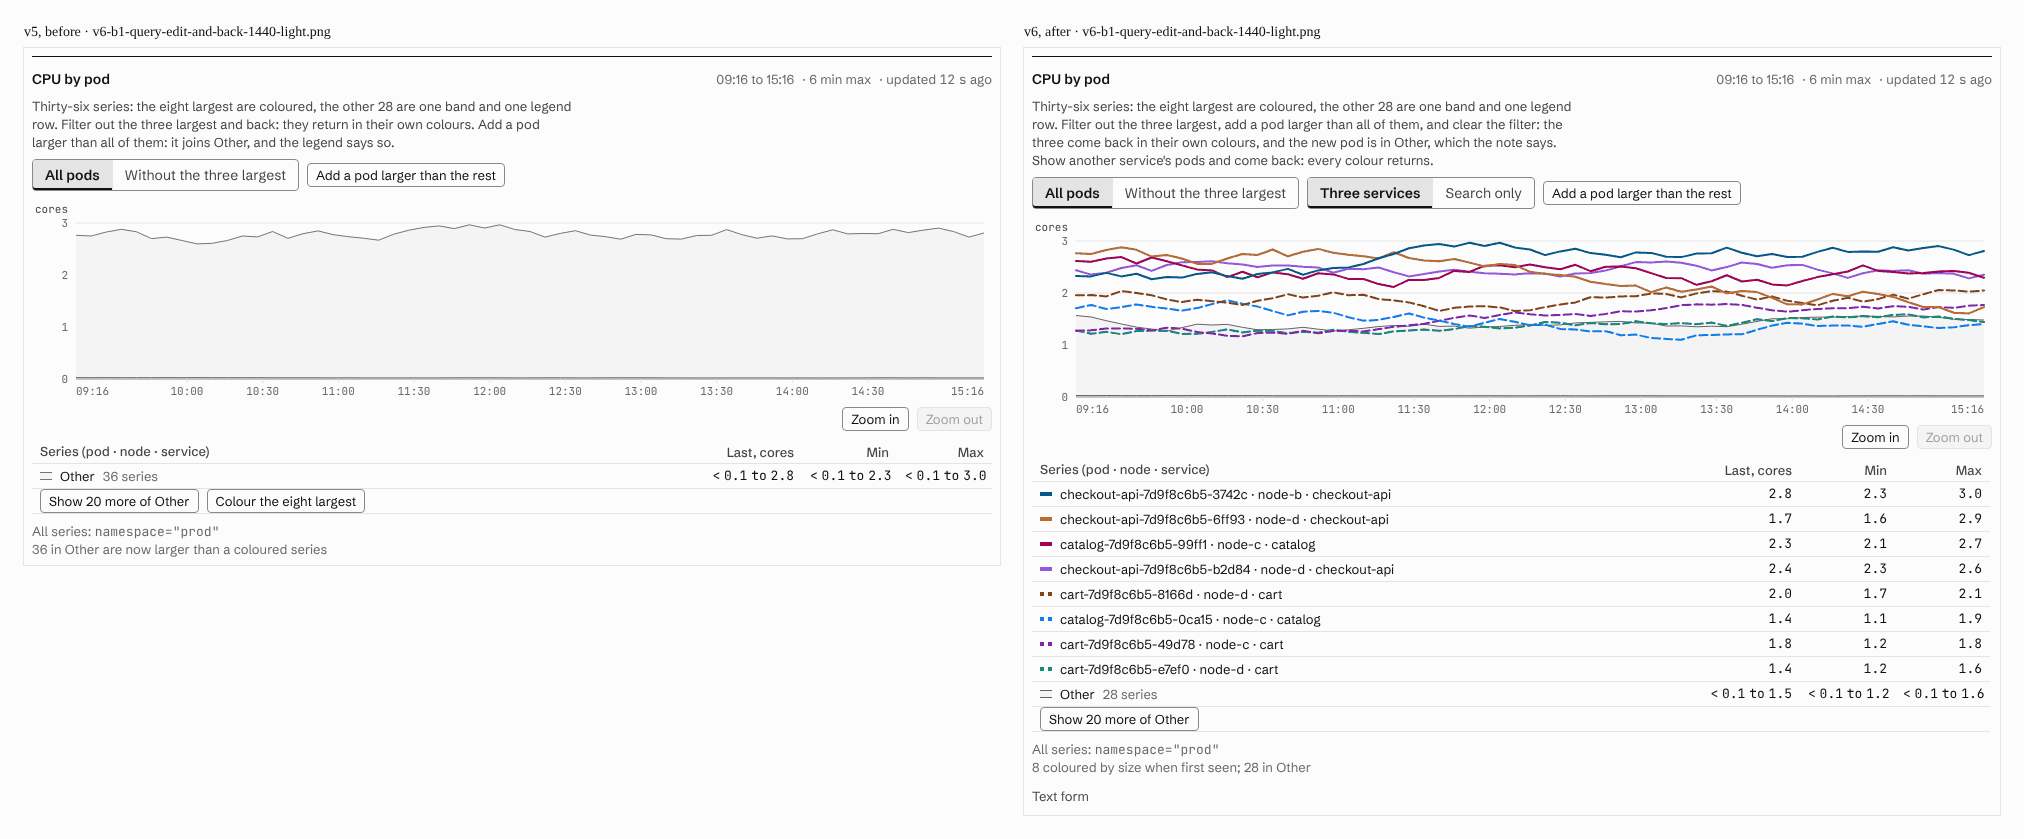 v5, before · v6-b1-query-edit-and-back-1440-light.png
CPU by pod
09:16 to 15:16 · 6 min max · updated 12 s ago
Thirty-six series: the eight largest are coloured, the other 28 are one band and one legend
row. Filter out the three largest and back: they return in their own colours. Add a pod
larger than all of them: it joins Other, and the legend says so.
All pods Without the three largest Add a pod larger than the rest
cores
3
2
1
0
09:16 10:00 10:30 11:00 11:30 12:00 12:30 13:00 13:30 14:00 14:30 15:16
Zoom in Zoom out
Series (pod · node · service) Last, cores Min Max
Other 36 series < 0.1 to 2.8 < 0.1 to 2.3 < 0.1 to 3.0
Show 20 more of Other Colour the eight largest
All series: namespace="prod"
36 in Other are now larger than a coloured series
v6, after · v6-b1-query-edit-and-back-1440-light.png
CPU by pod
09:16 to 15:16 · 6 min max · updated 12 s ago
Thirty-six series: the eight largest are coloured, the other 28 are one band and one legend
row. Filter out the three largest, add a pod larger than all of them, and clear the filter: the
three come back in their own colours, and the new pod is in Other, which the note says.
Show another service's pods and come back: every colour returns.
All pods Without the three largest Three services Search only Add a pod larger than the rest
cores
3
2
1
0
09:16 10:00 10:30 11:00 11:30 12:00 12:30 13:00 13:30 14:00 14:30 15:16
Zoom in Zoom out
Series (pod · node · service) Last, cores Min Max
checkout-api-7d9f8c6b5-3742c · node-b · checkout-api 2.8 2.3 3.0
checkout-api-7d9f8c6b5-6ff93 · node-d · checkout-api 1.7 1.6 2.9
catalog-7d9f8c6b5-99ff1 · node-c · catalog 2.3 2.1 2.7
checkout-api-7d9f8c6b5-b2d84 · node-d · checkout-api 2.4 2.3 2.6
cart-7d9f8c6b5-8166d · node-d · cart 2.0 1.7 2.1
catalog-7d9f8c6b5-0ca15 · node-c · catalog 1.4 1.1 1.9
cart-7d9f8c6b5-49d78 · node-c · cart 1.8 1.2 1.8
cart-7d9f8c6b5-e7ef0 · node-d · cart 1.4 1.2 1.6
Other 28 series < 0.1 to 1.5 < 0.1 to 1.2 < 0.1 to 1.6
Show 20 more of Other
All series: namespace="prod"
8 coloured by size when first seen; 28 in Other
Text form